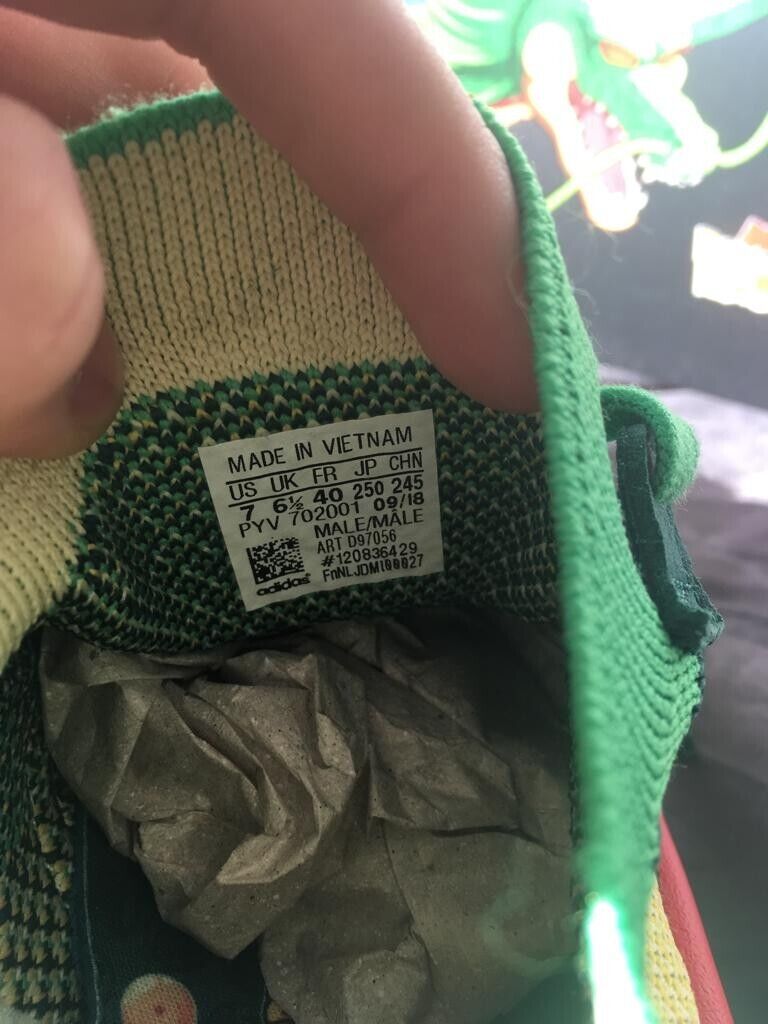 MADE IN VIETNAM
US UK FR JP CHN
7 6½ 40 250 245
PYV 702001 09/18
MALE/MÂLE
ART D97056
#120836429
adidas FnNLJDM100027